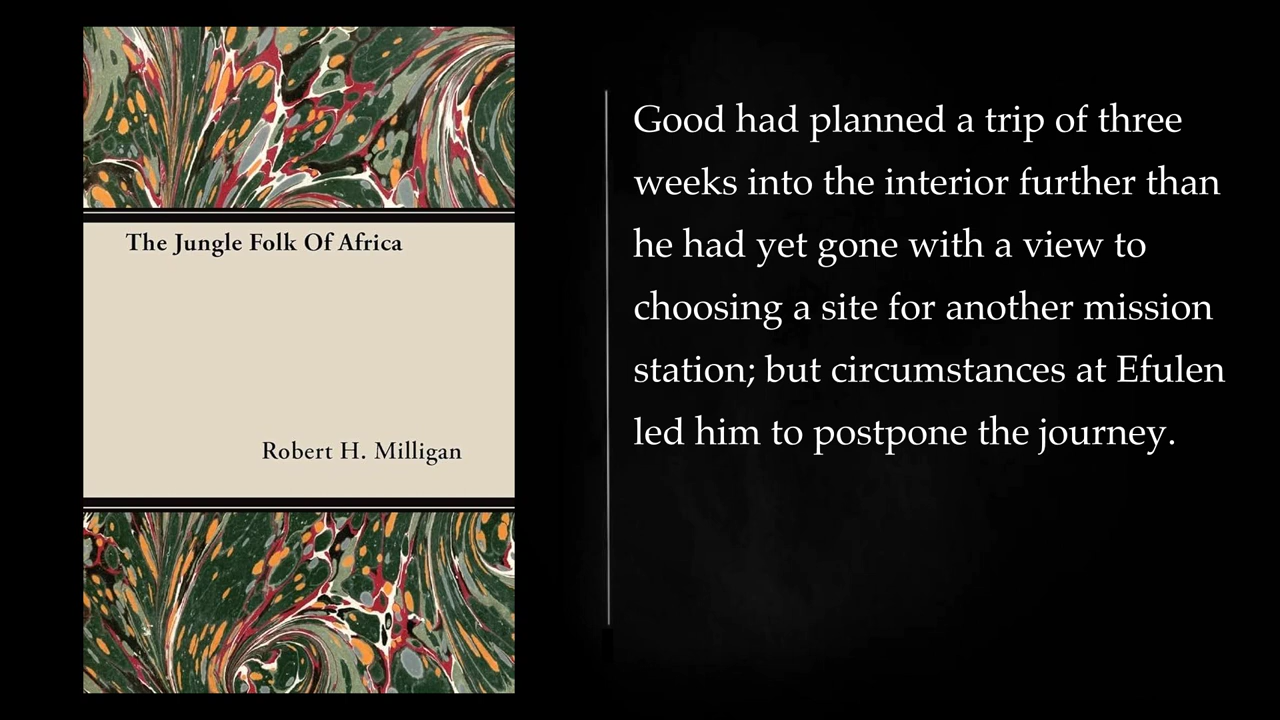 The Jungle Folk Of Africa
Robert H. Milligan
Good had planned a trip of three
weeks into the interior further than
he had yet gone with a view to
choosing a site for another mission
station; but circumstances at Efulen
led him to postpone the journey.